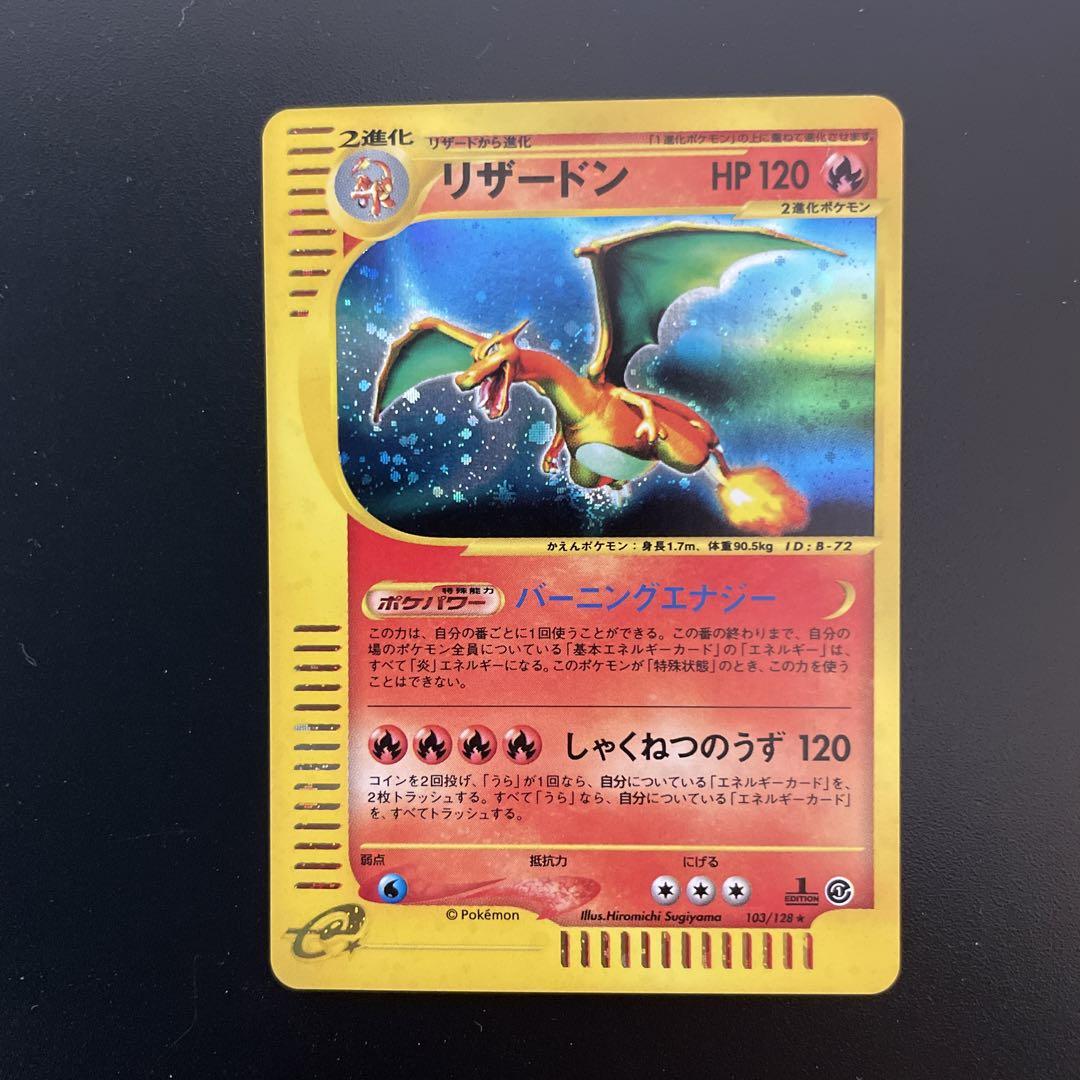 2進化
リザードから進化
「1進化ポケモン」の上に重ねて進化させます。
リザードン HP 120
2進化ポケモン
かえんポケモン：身長1.7m、体重90.5kg ID：B-72
ポケパワー 特殊能力 バーニングエナジー
この力は、自分の番ごとに1回使うことができる。この番の終わりまで、自分の
場のポケモン全員についている「基本エネルギーカード」の「エネルギー」は、
すべて「炎」エネルギーになる。このポケモンが「特殊状態」のとき、この力を使う
ことはできない。
しゃくねつのうず 120
コインを2回投げ、「うら」が1回なら、自分についている「エネルギーカード」を、
2枚トラッシュする。すべて「うら」なら、自分についている「エネルギーカード」
を、すべてトラッシュする。
弱点 抵抗力 にげる
1
EDITION
©Pokémon Illus.Hiromichi Sugiyama 103/128 ★
e